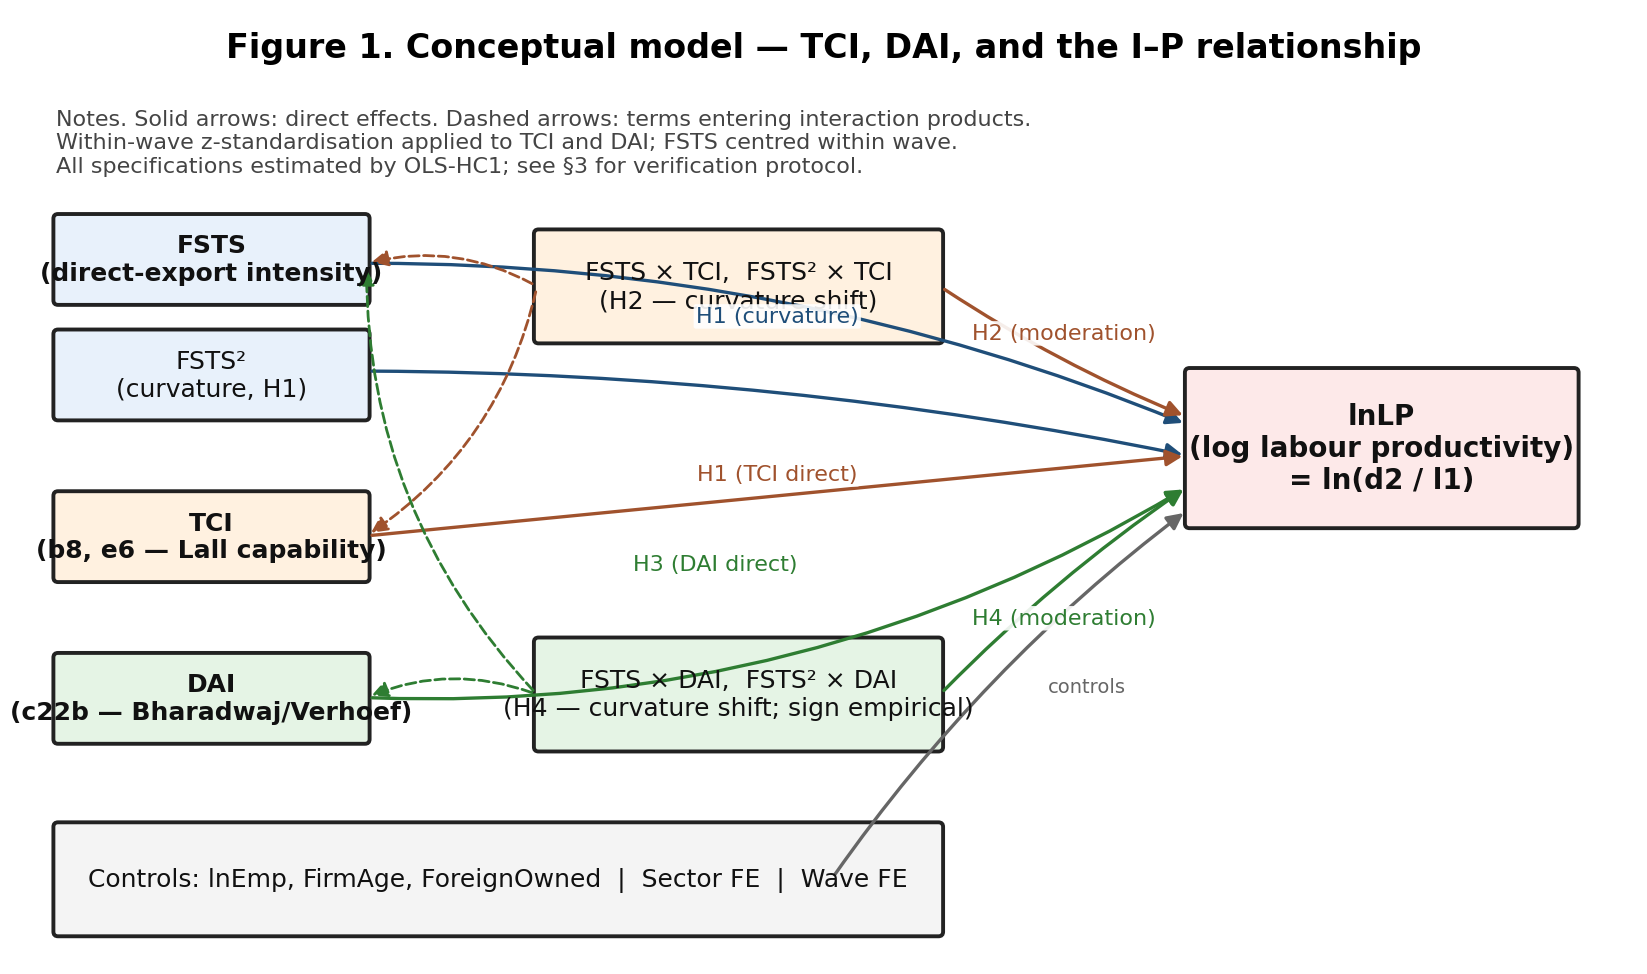 Figure 1. Conceptual model — TCI, DAI, and the I–P relationship
Notes. Solid arrows: direct effects. Dashed arrows: terms entering interaction products.
Within-wave z-standardisation applied to TCI and DAI; FSTS centred within wave.
All specifications estimated by OLS-HC1; see §3 for verification protocol.
FSTS
(direct-export intensity)
FSTS × TCI,  FSTS² × TCI
(H2 — curvature shift)
H1 (curvature)
H2 (moderation)
FSTS²
(curvature, H1)
lnLP
(log labour productivity)
= ln(d2 / l1)
H1 (TCI direct)
TCI
(b8, e6 — Lall capability)
H3 (DAI direct)
H4 (moderation)
DAI
(c22b — Bharadwaj/Verhoef)
FSTS × DAI,  FSTS² × DAI
(H4 — curvature shift; sign empirical)
controls
Controls: lnEmp, FirmAge, ForeignOwned  |  Sector FE  |  Wave FE